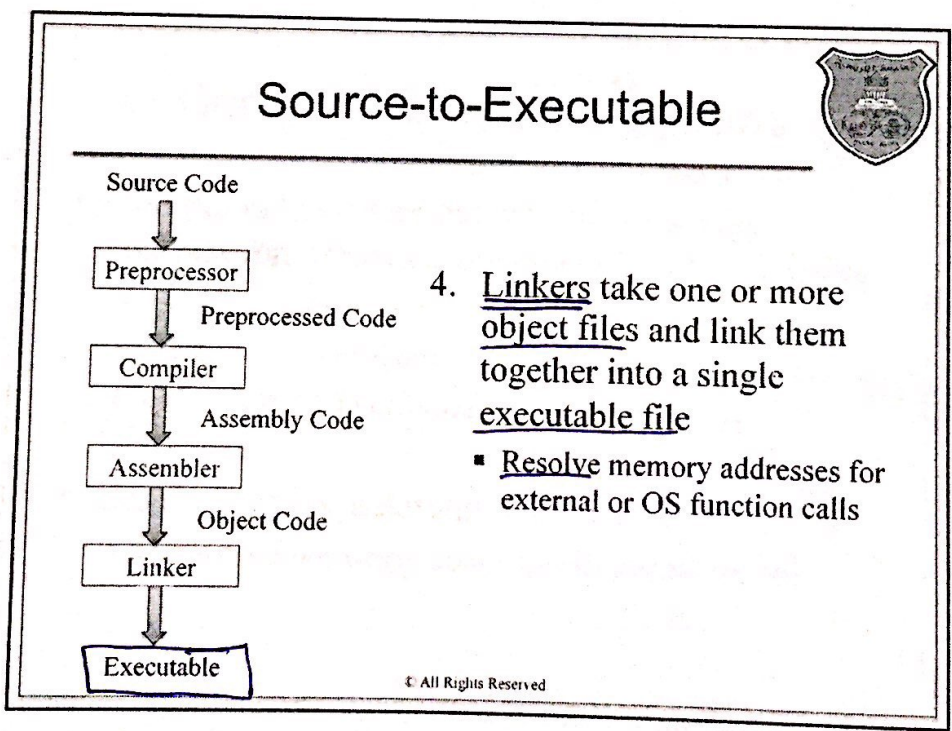 Source-to-Executable
Source Code
Preprocessor
Preprocessed Code
Compiler
Assembly Code
Assembler
Object Code
Linker
Executable
4. Linkers take one or more
object files and link them
together into a single
executable file
▪ Resolve memory addresses for
external or OS function calls
© All Rights Reserved